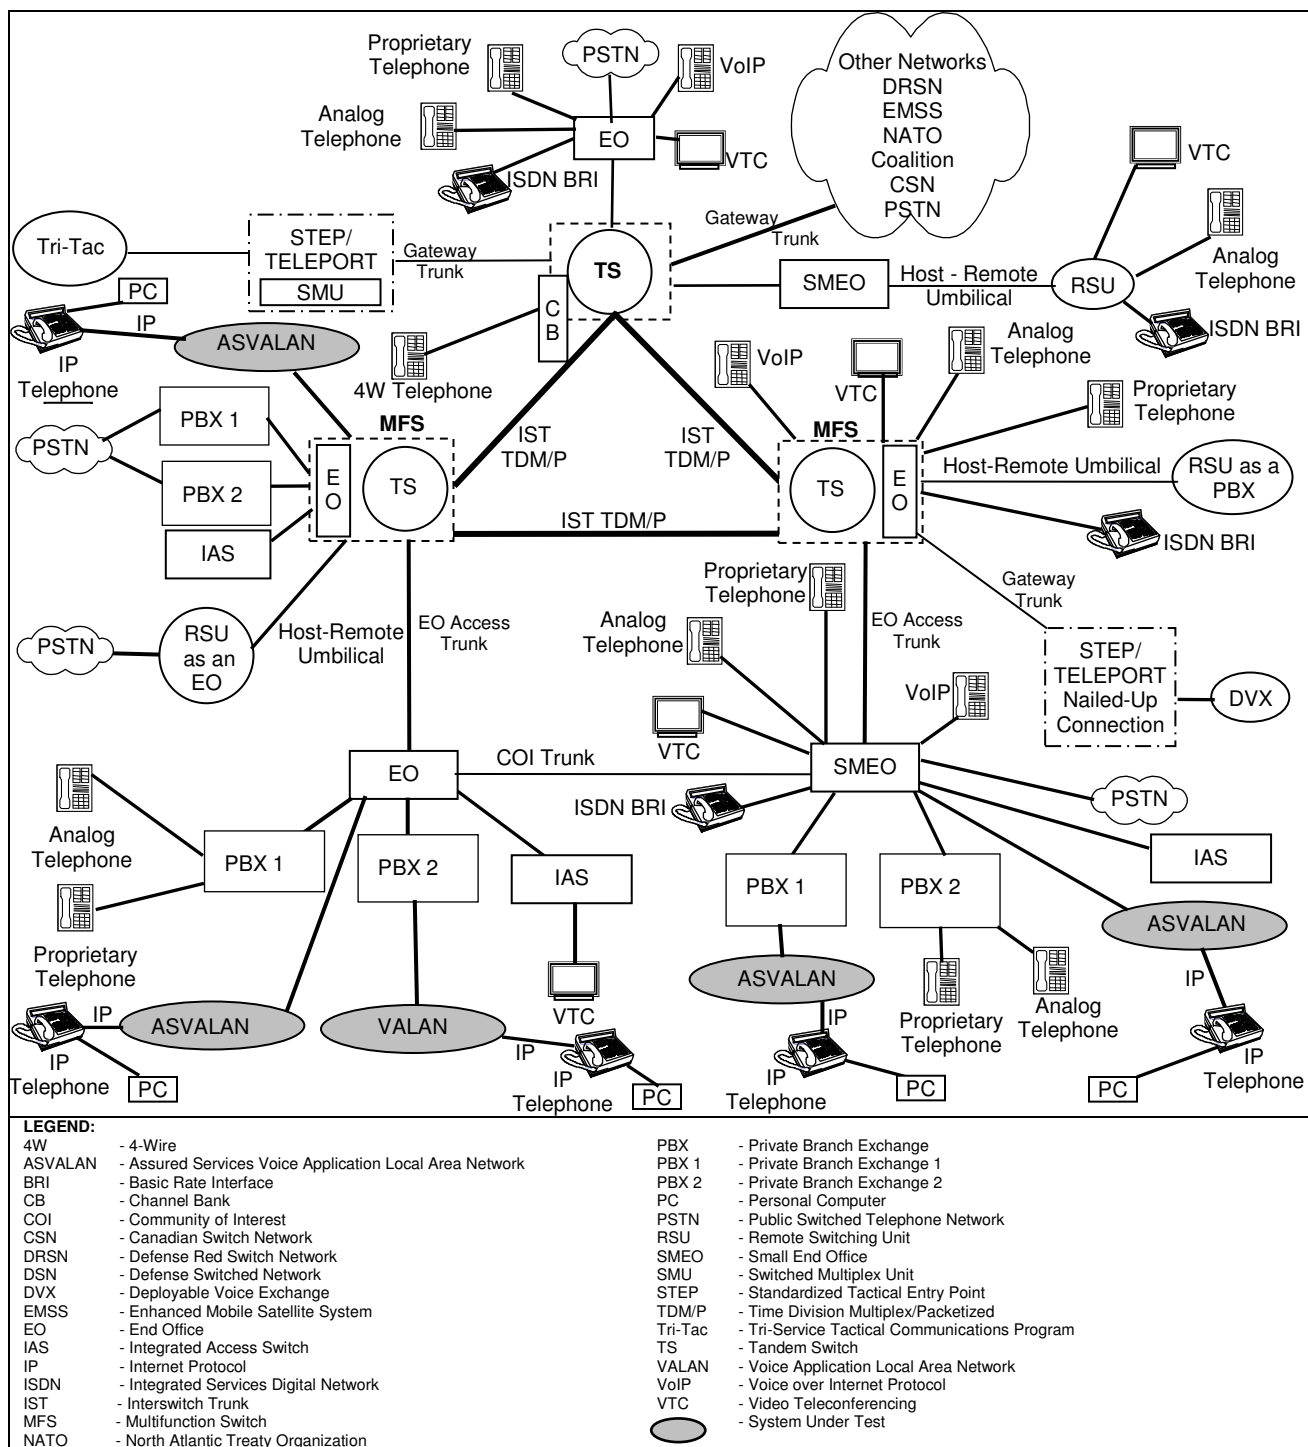 Proprietary
Telephone
PSTN
VoIP
Other Networks
DRSN
EMSS
NATO
Coalition
CSN
PSTN
Analog
Telephone
EO
VTC
ISDN BRI
VTC
Analog
Telephone
ISDN BRI
Tri-Tac
STEP/
TELEPORT
SMU
Gateway
Trunk
TS
C
B
Gateway
Trunk
SMEO
Host - Remote
Umbilical
RSU
PC
IP
IP
Telephone
ASVALAN
4W Telephone
VoIP
VTC
Analog
Telephone
Proprietary
Telephone
PSTN
PBX 1
PBX 2
IAS
MFS
E
O
TS
IST
TDM/P
IST
TDM/P
IST TDM/P
MFS
TS
E
O
Host-Remote Umbilical
RSU as a
PBX
ISDN BRI
PSTN
RSU
as an
EO
Host-Remote
Umbilical
EO Access
Trunk
Proprietary
Telephone
Analog
Telephone
EO Access
Trunk
Gateway
Trunk
STEP/
TELEPORT
Nailed-Up
Connection
DVX
VoIP
VTC
EO
COI Trunk
SMEO
ISDN BRI
PSTN
IAS
Analog
Telephone
PBX 1
PBX 2
IAS
PBX 1
PBX 2
ASVALAN
Proprietary
Telephone
IP
IP
Telephone
PC
ASVALAN
VALAN
VTC
IP
IP
Telephone
PC
ASVALAN
IP
IP
Telephone
PC
Proprietary
Telephone
Analog
Telephone
IP
IP
Telephone
PC
LEGEND:
4W - 4-Wire
ASVALAN - Assured Services Voice Application Local Area Network
BRI - Basic Rate Interface
CB - Channel Bank
COI - Community of Interest
CSN - Canadian Switch Network
DRSN - Defense Red Switch Network
DSN - Defense Switched Network
DVX - Deployable Voice Exchange
EMSS - Enhanced Mobile Satellite System
EO - End Office
IAS - Integrated Access Switch
IP - Internet Protocol
ISDN - Integrated Services Digital Network
IST - Interswitch Trunk
MFS - Multifunction Switch
NATO - North Atlantic Treaty Organization
PBX - Private Branch Exchange
PBX 1 - Private Branch Exchange 1
PBX 2 - Private Branch Exchange 2
PC - Personal Computer
PSTN - Public Switched Telephone Network
RSU - Remote Switching Unit
SMEO - Small End Office
SMU - Switched Multiplex Unit
STEP - Standardized Tactical Entry Point
TDM/P - Time Division Multiplex/Packetized
Tri-Tac - Tri-Service Tactical Communications Program
TS - Tandem Switch
VALAN - Voice Application Local Area Network
VoIP - Voice over Internet Protocol
VTC - Video Teleconferencing
- System Under Test